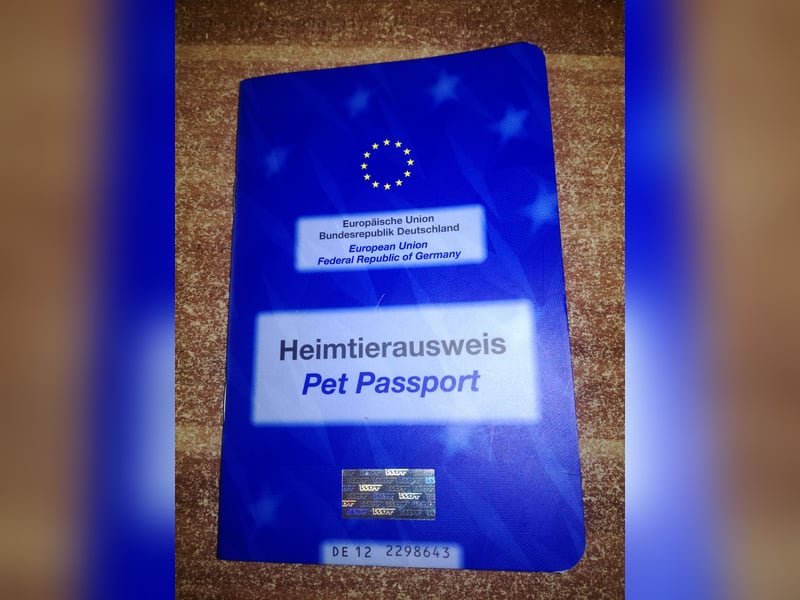 Europäische Union
Bundesrepublik Deutschland
European Union
Federal Republic of Germany
Heimtierausweis
Pet Passport
DE 12 2298643